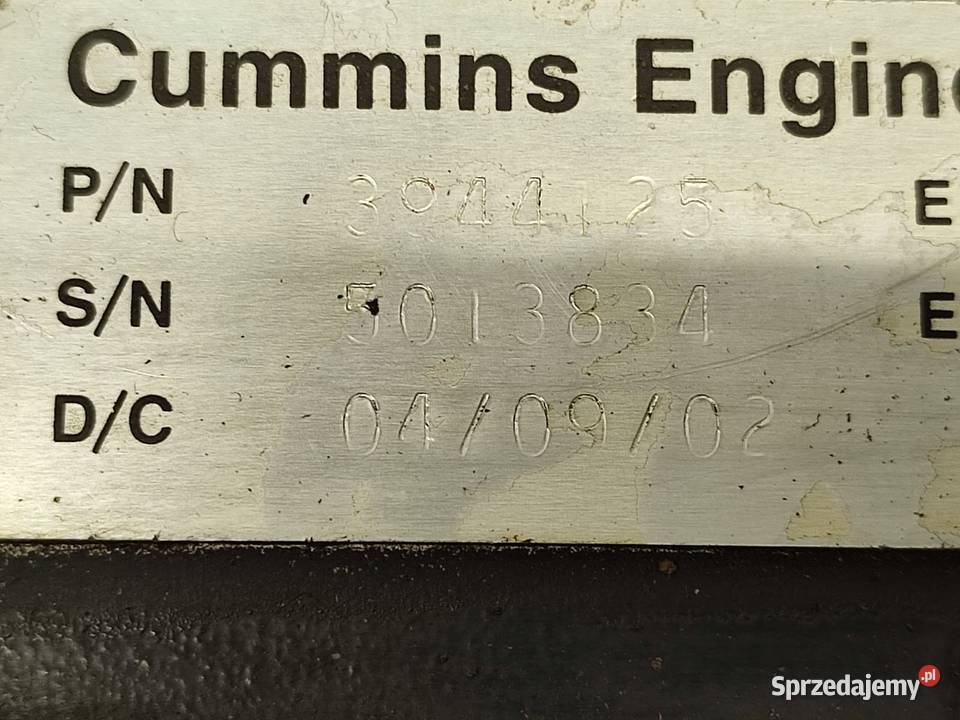 Cummins Engine
P/N 3944125 E
S/N 5013834 E
D/C 04/09/02
Sprzedajemy.pl